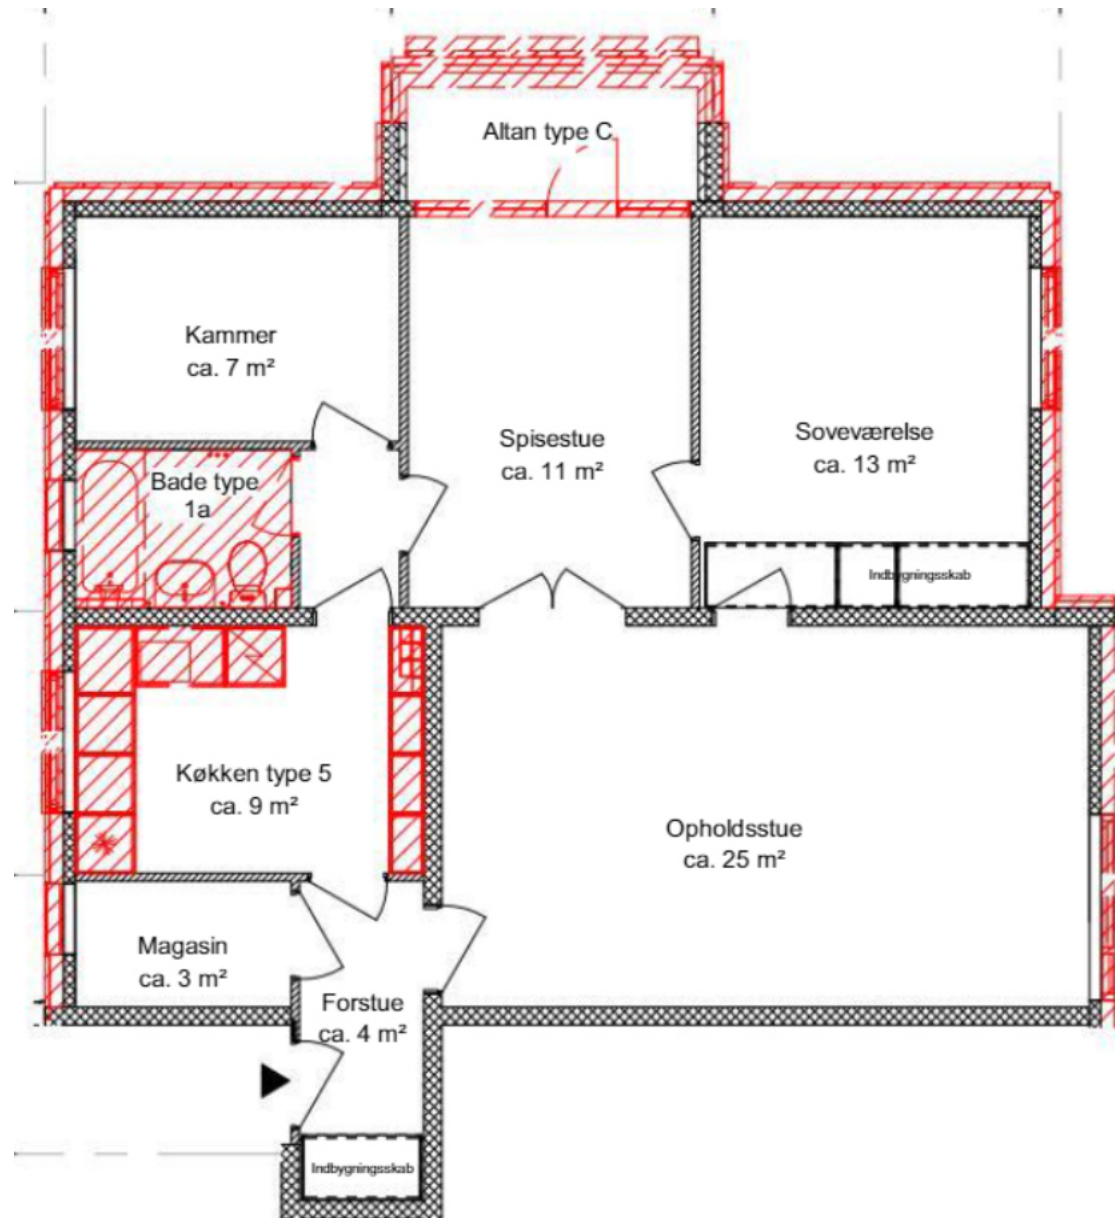 Altan type C
Kammer
ca. 7 m²
Spisestue
ca. 11 m²
Soveværelse
ca. 13 m²
Bade type
1a
Indbygningsskab
Køkken type 5
ca. 9 m²
Opholdsstue
ca. 25 m²
Magasin
ca. 3 m²
Forstue
ca. 4 m²
Indbygningsskab